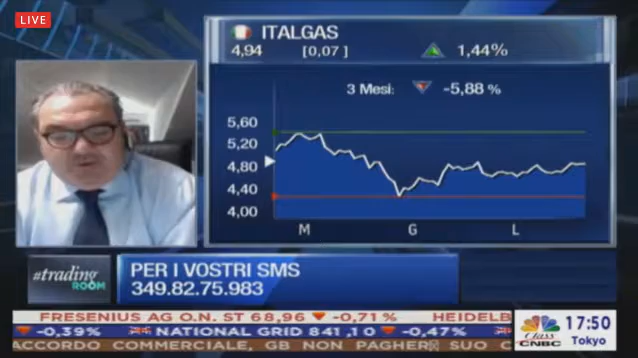 LIVE
ITALGAS
4,94 [0,07] 1,44%
3 Mesi: -5,88 %
5,60
5,20
4,80
4,40
4,00
M G L
#trading
ROOM
PER I VOSTRI SMS
349.82.75.983
FRESENIUS AG O.N. ST 68,96 -0,71 % HEIDELB
-0,39% NATIONAL GRID 841,10 -0,47%
ACCORDO COMMERCIALE, GB NON PAGHERÀ SUO C
Class
CNBC
17:50
Tokyo